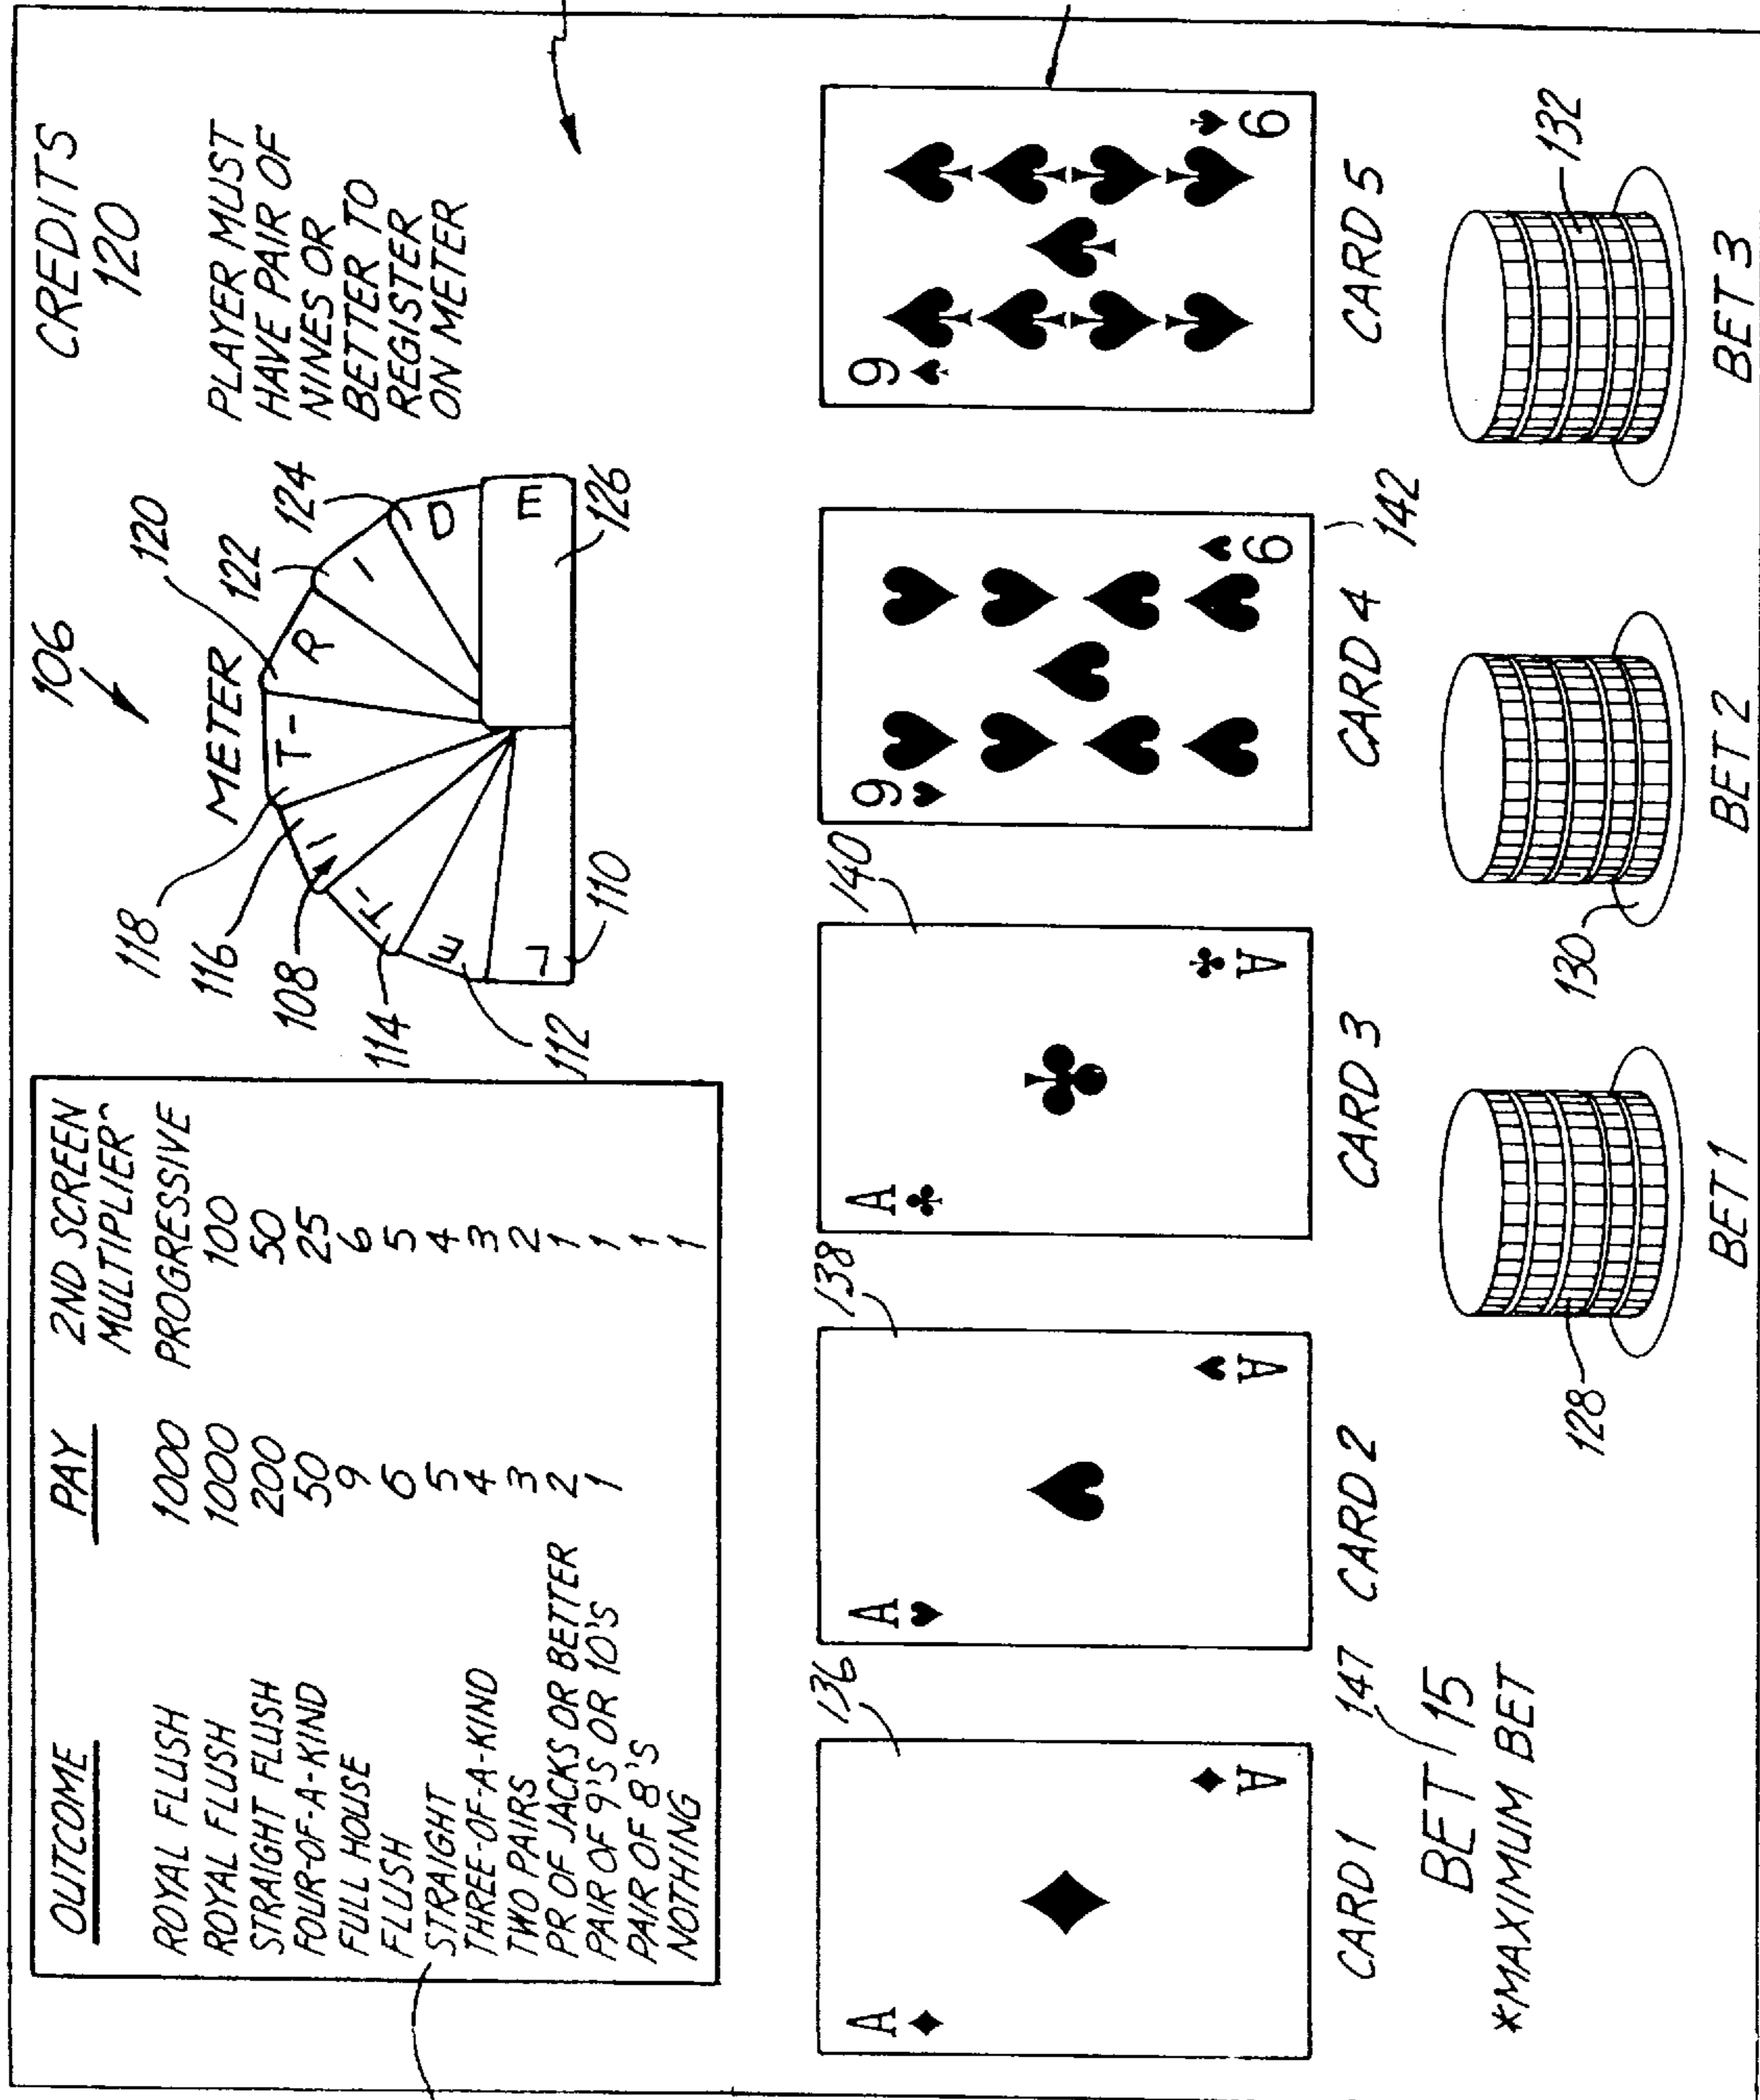 OUTCOME PAY 2ND SCREEN MULTIPLIER^
ROYAL FLUSH 1000 PROGRESSIVE
ROYAL FLUSH 1000 100
STRAIGHT FLUSH 200 50
FOUR-OF-A-KIND 50 25
FULL HOUSE 9 6
FLUSH 6 5
STRAIGHT 5 4
THREE-OF-A-KIND 4 3
TWO PAIRS 3 2
PR OF JACKS OR BETTER 2 1
PAIR OF 9'S OR 10'S 1 1
PAIR OF 8'S 1
NOTHING 1
106
METER
118
116
108
114
112
110
120
122
124
126
L E T I T- R I D E
CREDITS
120
PLAYER MUST
HAVE PAIR OF
NINES OR
BETTER TO
REGISTER
ON METER
136 138 140
A A A 9 9
A A A 9 9
142
CARD 1 CARD 2 CARD 3 CARD 4 CARD 5
147
BET 15
*MAXIMUM BET
128 130 132
BET 1 BET 2 BET 3